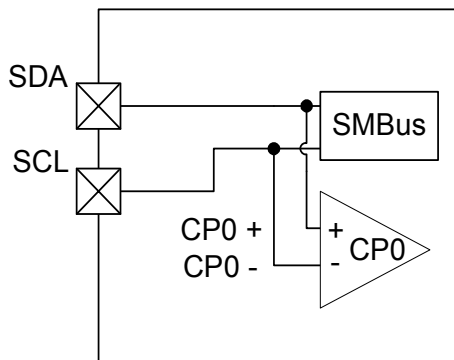 SDA
SMBus
SCL
CP0 +
CP0 -
+
-
CP0